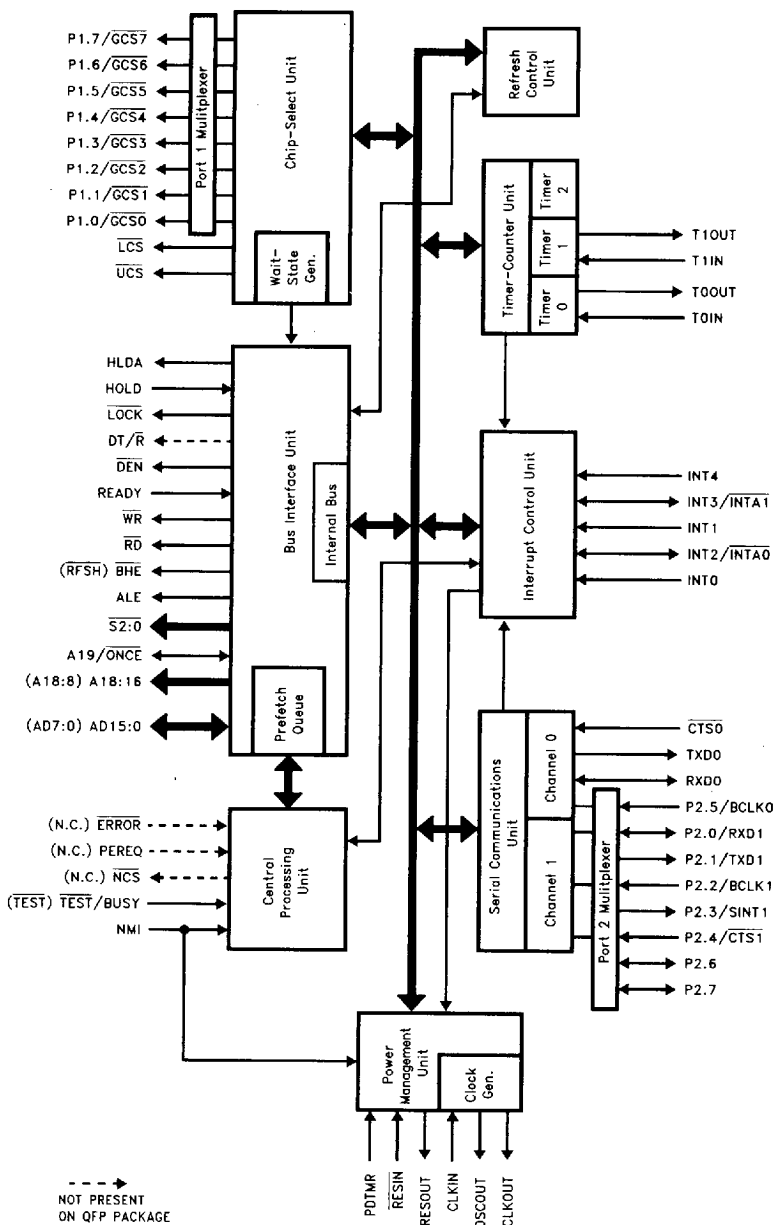 P1.7/GCS7
P1.6/GCS6
P1.5/GCS5
P1.4/GCS4
P1.3/GCS3
P1.2/GCS2
P1.1/GCS1
P1.0/GCS0
LCS
UCS
Port 1 Mulitplexer
Chip-Select Unit
Wait-
State
Gen.
Refresh
Control
Unit
Timer-Counter Unit
Timer
2
Timer
1
Timer
0
T1OUT
T1IN
T0OUT
T0IN
HLDA
HOLD
LOCK
DT/R
DEN
READY
WR
RD
(RFSH) BHE
ALE
S2:0
A19/ONCE
(A18:8) A18:16
(AD7:0) AD15:0
Bus Interface Unit
Internal Bus
Prefetch
Queue
Interrupt Control Unit
INT4
INT3/INTA1
INT1
INT2/INTA0
INT0
(N.C.) ERROR
(N.C.) PEREQ
(N.C.) NCS
(TEST) TEST/BUSY
NMI
Central
Processing
Unit
Serial Communications
Unit
Channel 0
Channel 1
Port 2 Mulitplexer
CTS0
TXD0
RXD0
P2.5/BCLK0
P2.0/RXD1
P2.1/TXD1
P2.2/BCLK1
P2.3/SINT1
P2.4/CTS1
P2.6
P2.7
Power
Management
Unit
Clock
Gen.
PDTMR
RESIN
RESOUT
CLKIN
OSCOUT
CLKOUT
NOT PRESENT
ON QFP PACKAGE